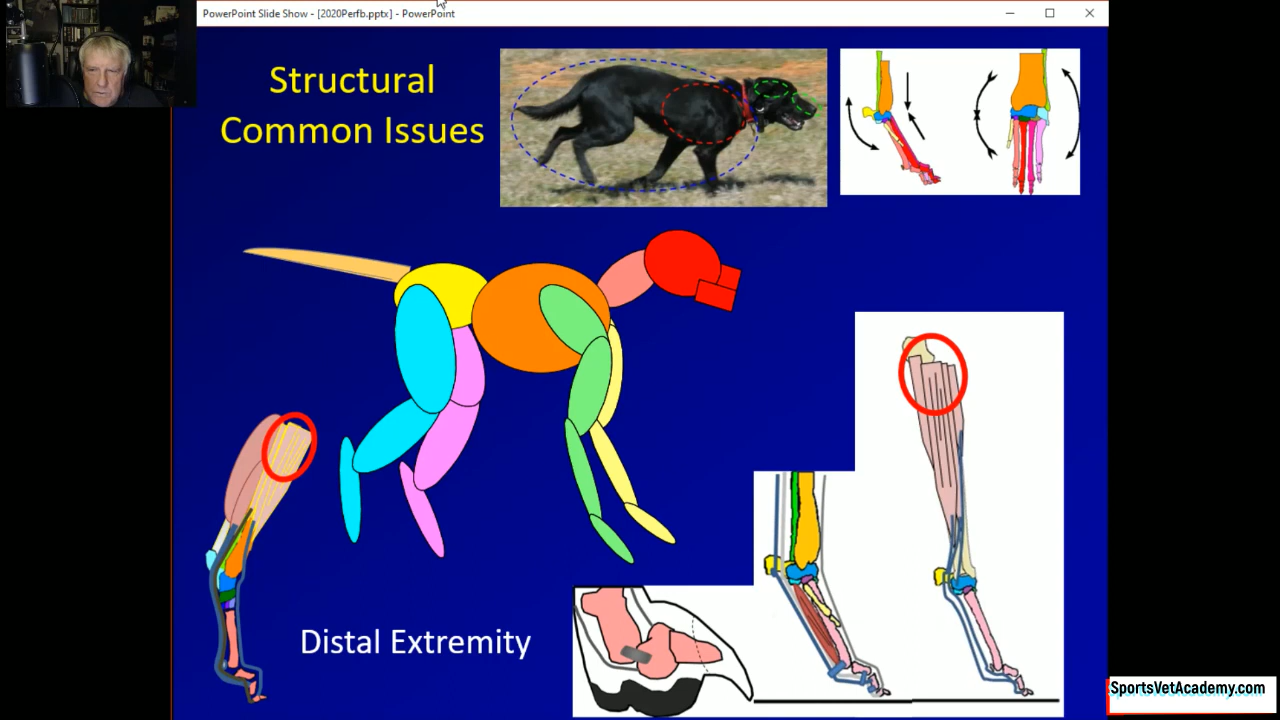 PowerPoint Slide Show - [2020Perfb.pptx] - PowerPoint
Structural
Common Issues
Distal Extremity
SportsVetAcademy.com